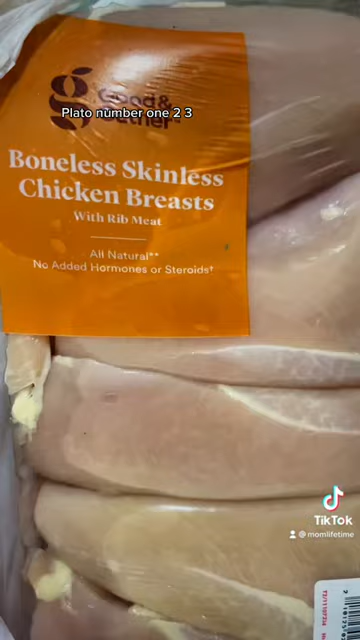 Good &
Gather
Plato number one 2 3
Boneless Skinless
Chicken Breasts
With Rib Meat
All Natural**
No Added Hormones or Steroids†
TikTok
@momlifetime